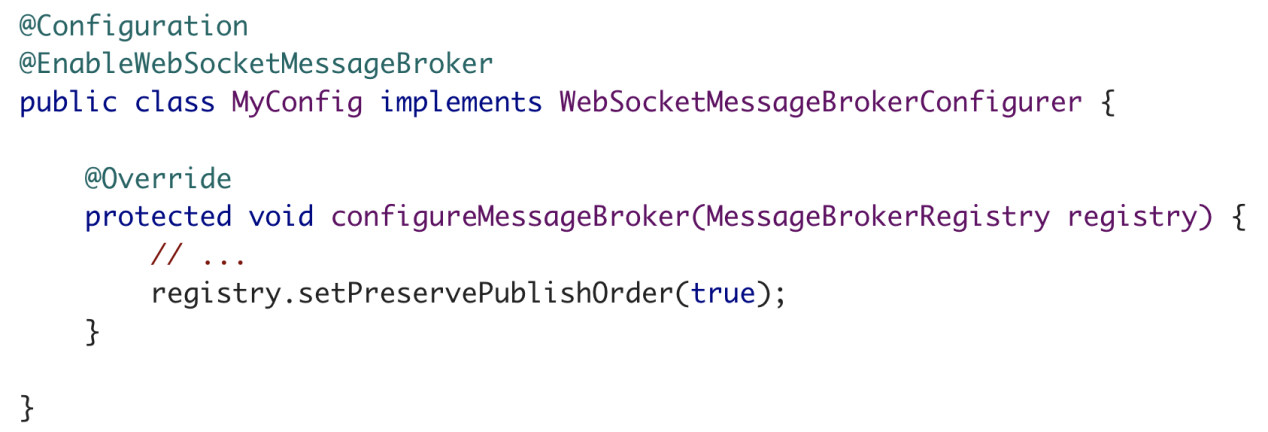 @Configuration
@EnableWebSocketMessageBroker
public class MyConfig implements WebSocketMessageBrokerConfigurer {
@Override
protected void configureMessageBroker(MessageBrokerRegistry registry) {
// ...
registry.setPreservePublishOrder(true);
}
}